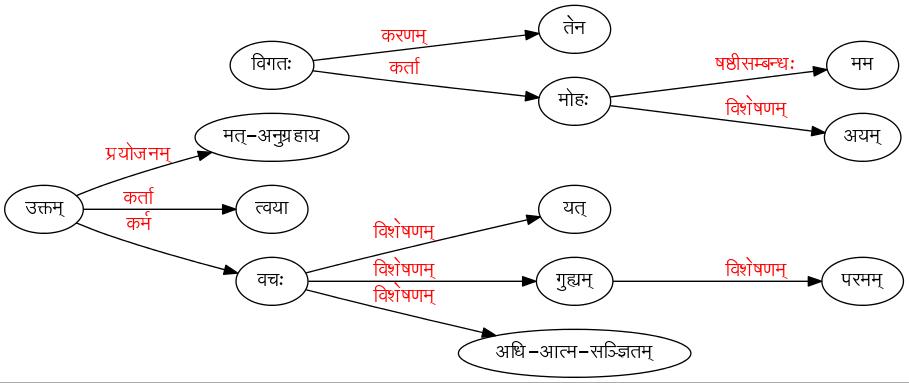 करणम्
तेन
विगतः
कर्ता
षष्ठीसम्बन्धः
मम
मोहः
विशेषणम्
अयम्
मत्-अनुग्रहाय
प्रयोजनम्
उक्तम्
कर्ता
त्वया
कर्म
यत्
विशेषणम्
वचः
विशेषणम्
गुह्यम्
विशेषणम्
परमम्
विशेषणम्
अधि-आत्म-सञ्ज्ञितम्